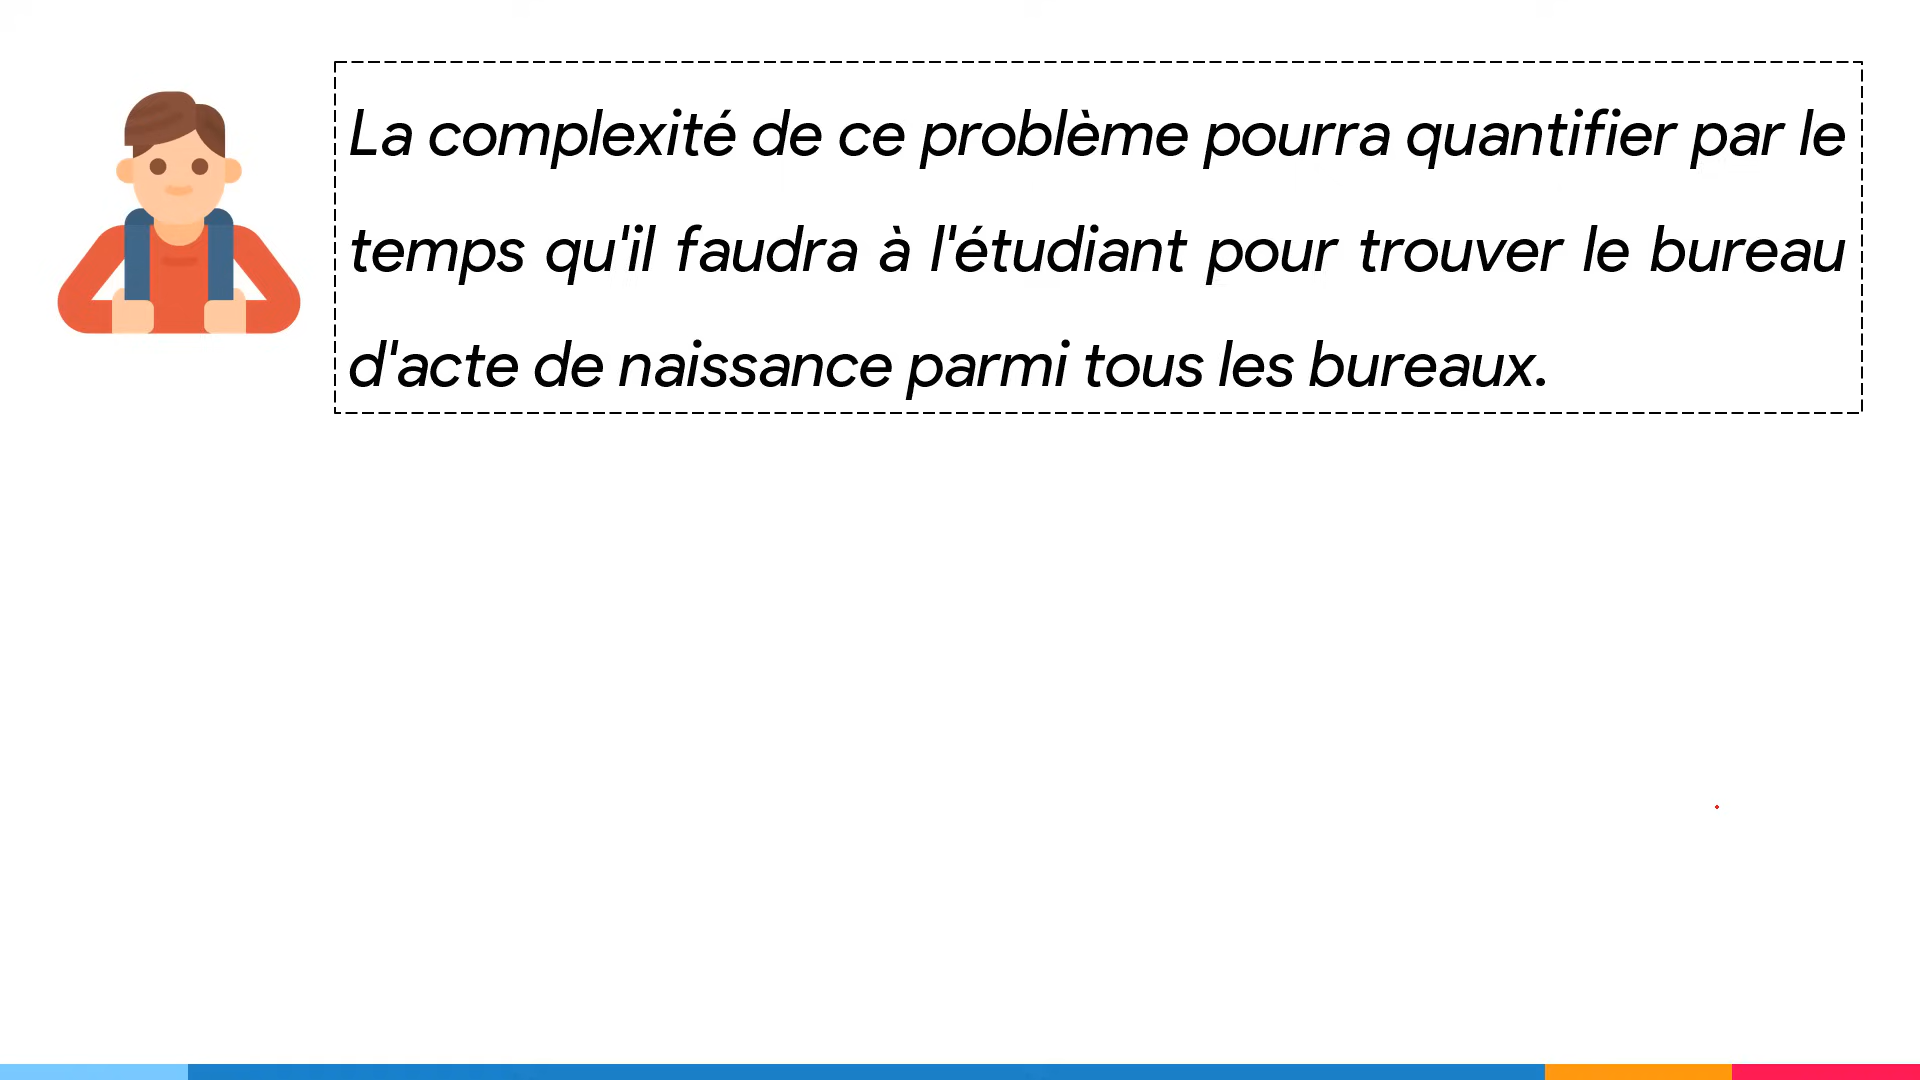 La complexité de ce problème pourra quantifier par le
temps qu'il faudra à l'étudiant pour trouver le bureau
d'acte de naissance parmi tous les bureaux.